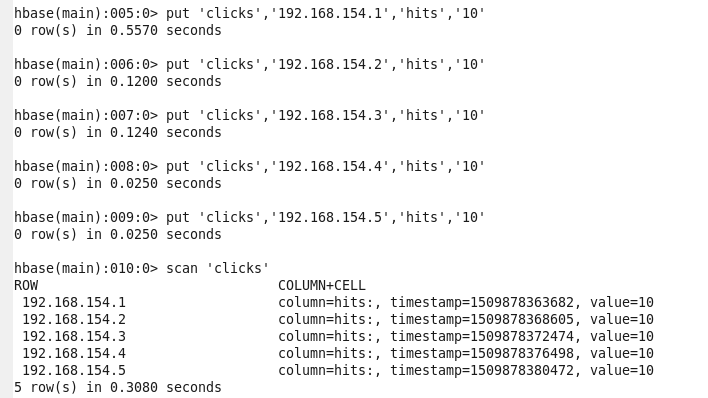 hbase(main):005:0> put 'clicks','192.168.154.1','hits','10'
0 row(s) in 0.5570 seconds
hbase(main):006:0> put 'clicks','192.168.154.2','hits','10'
0 row(s) in 0.1200 seconds
hbase(main):007:0> put 'clicks','192.168.154.3','hits','10'
0 row(s) in 0.1240 seconds
hbase(main):008:0> put 'clicks','192.168.154.4','hits','10'
0 row(s) in 0.0250 seconds
hbase(main):009:0> put 'clicks','192.168.154.5','hits','10'
0 row(s) in 0.0250 seconds
hbase(main):010:0> scan 'clicks'
ROW COLUMN+CELL
192.168.154.1 column=hits:, timestamp=1509878363682, value=10
192.168.154.2 column=hits:, timestamp=1509878368605, value=10
192.168.154.3 column=hits:, timestamp=1509878372474, value=10
192.168.154.4 column=hits:, timestamp=1509878376498, value=10
192.168.154.5 column=hits:, timestamp=1509878380472, value=10
5 row(s) in 0.3080 seconds